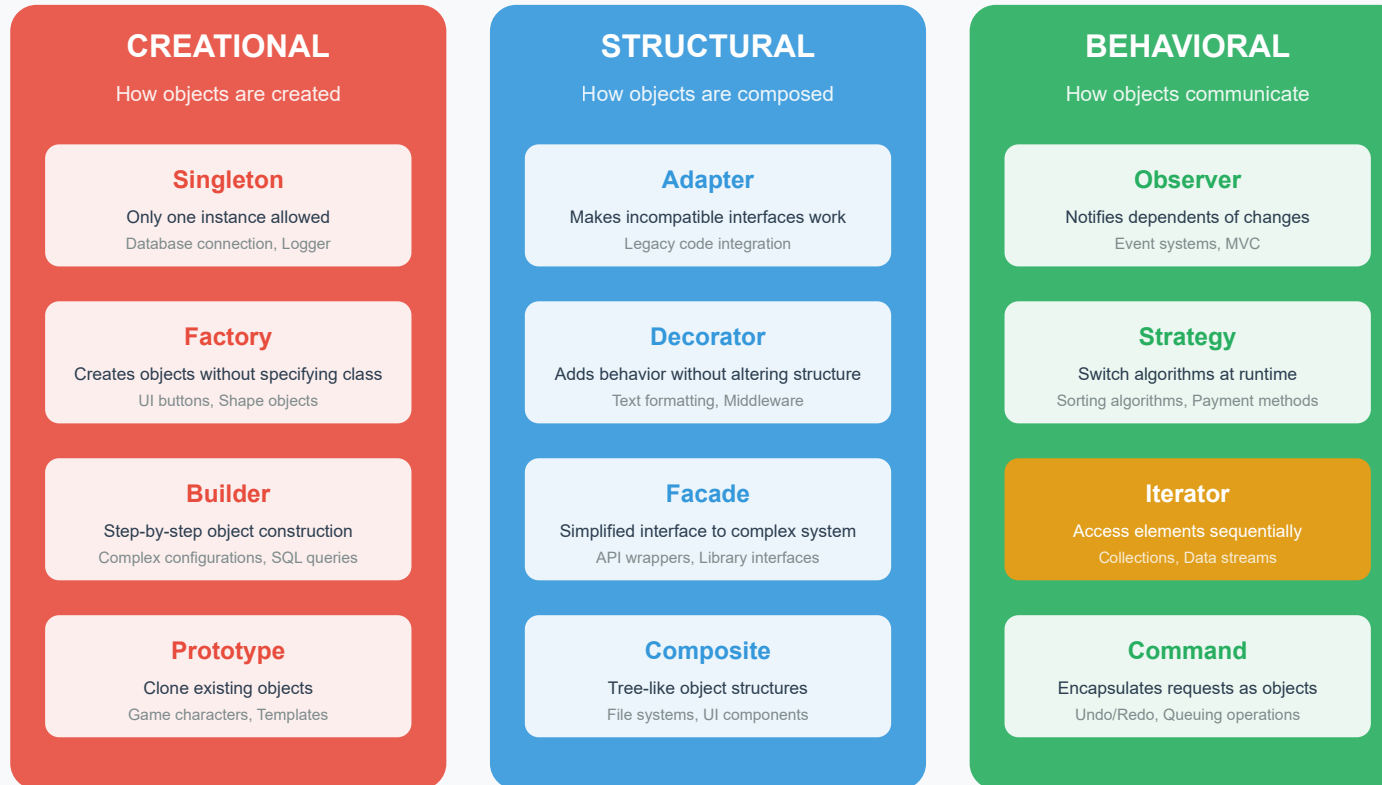 CREATIONAL
How objects are created
Singleton
Only one instance allowed
Database connection, Logger
Factory
Creates objects without specifying class
UI buttons, Shape objects
Builder
Step-by-step object construction
Complex configurations, SQL queries
Prototype
Clone existing objects
Game characters, Templates
STRUCTURAL
How objects are composed
Adapter
Makes incompatible interfaces work
Legacy code integration
Decorator
Adds behavior without altering structure
Text formatting, Middleware
Facade
Simplified interface to complex system
API wrappers, Library interfaces
Composite
Tree-like object structures
File systems, UI components
BEHAVIORAL
How objects communicate
Observer
Notifies dependents of changes
Event systems, MVC
Strategy
Switch algorithms at runtime
Sorting algorithms, Payment methods
Iterator
Access elements sequentially
Collections, Data streams
Command
Encapsulates requests as objects
Undo/Redo, Queuing operations